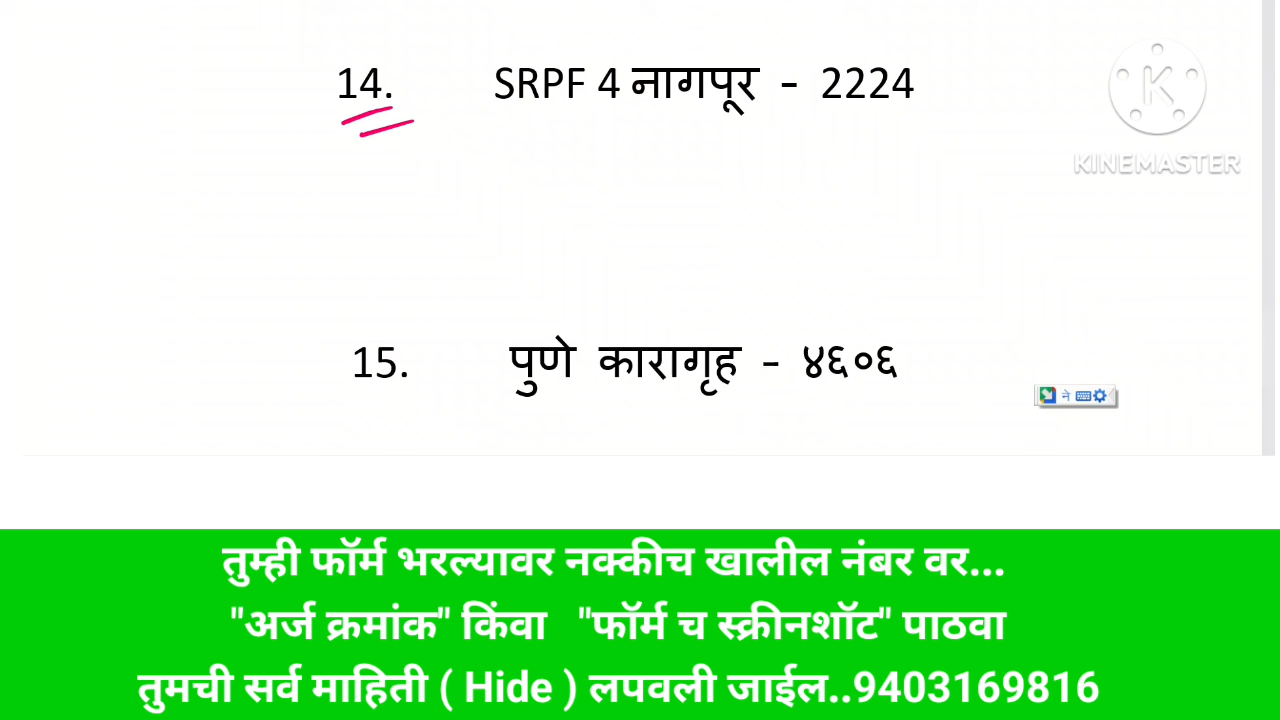 14. SRPF 4 नागपूर - 2224
KINEMASTER
15. पुणे कारागृह - ४६०६
ने
तुम्ही फॉर्म भरल्यावर नक्कीच खालील नंबर वर...
"अर्ज क्रमांक" किंवा "फॉर्म च स्क्रीनशॉट" पाठवा
तुमची सर्व माहिती ( Hide ) लपवली जाईल..9403169816